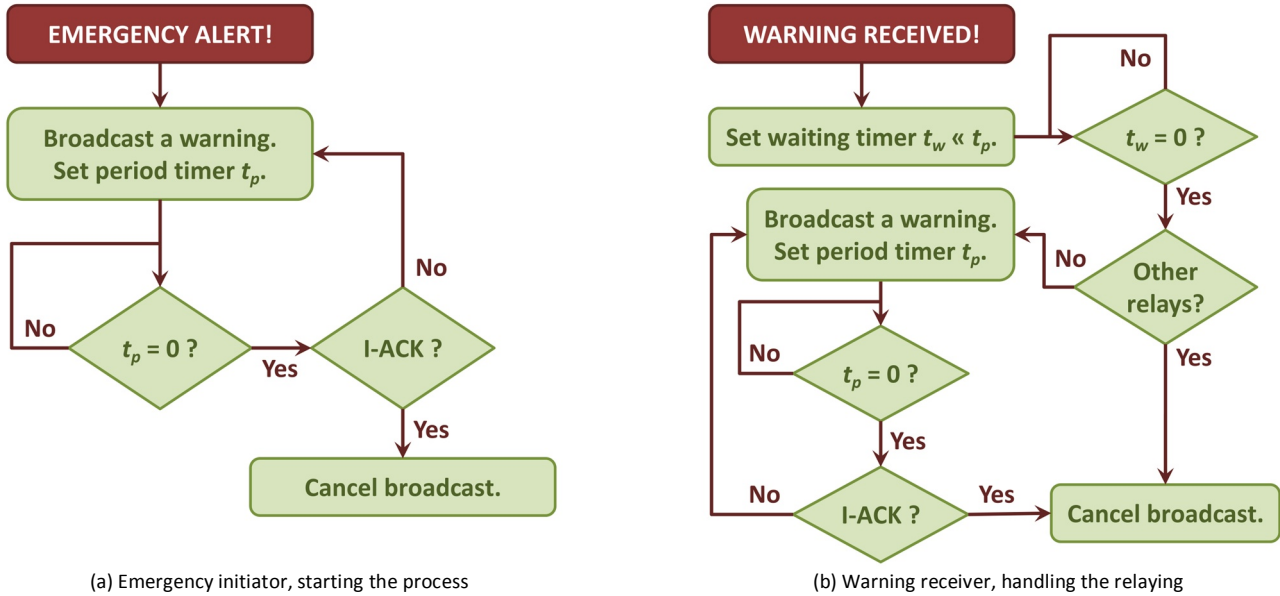 EMERGENCY ALERT!
Broadcast a warning.
Set period timer tp.
No
tp = 0 ?
Yes
I-ACK ?
No
Yes
Cancel broadcast.
(a) Emergency initiator, starting the process
WARNING RECEIVED!
Set waiting timer tw « tp.
No
tw = 0 ?
Yes
Other
relays?
No
Yes
Broadcast a warning.
Set period timer tp.
No
tp = 0 ?
Yes
No
I-ACK ?
Yes
Cancel broadcast.
(b) Warning receiver, handling the relaying